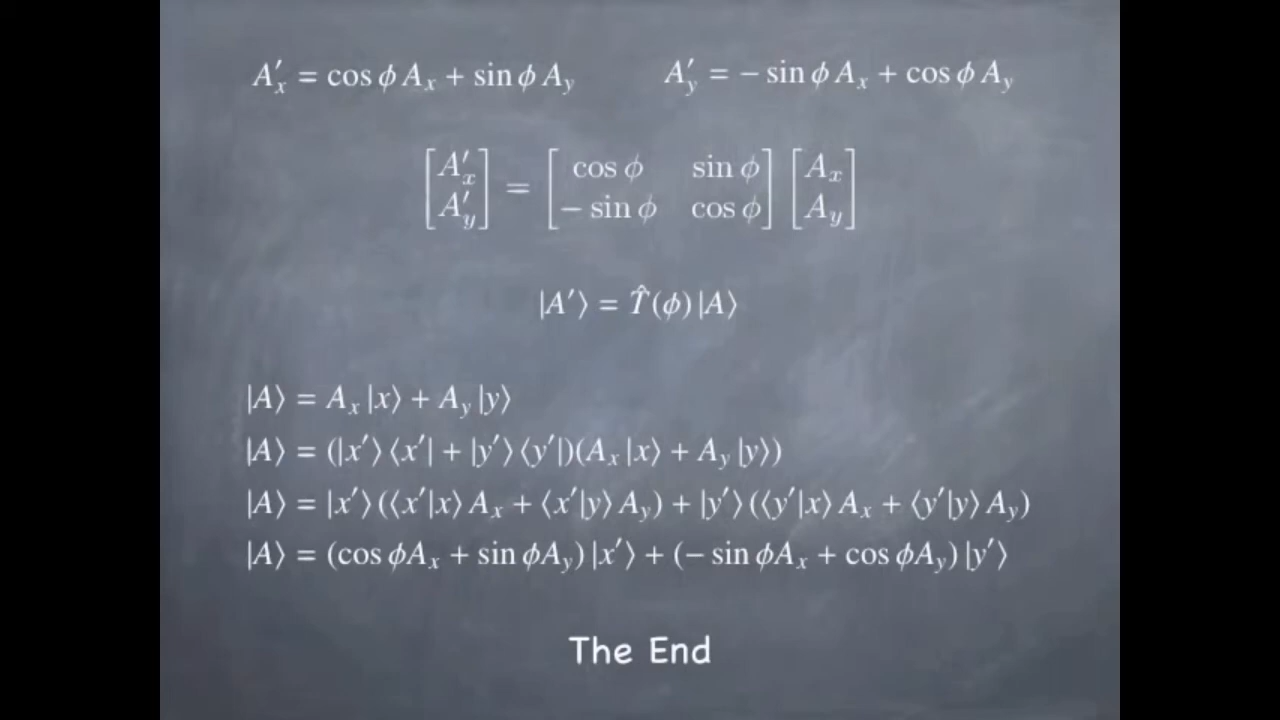 A′ₓ = cos ϕ Aₓ + sin ϕ A_y    A′_y = − sin ϕ Aₓ + cos ϕ A_y
[A′ₓ; A′_y] = [cos ϕ  sin ϕ; − sin ϕ  cos ϕ] [Aₓ; A_y]
|A′⟩ = T̂(ϕ)|A⟩
|A⟩ = Aₓ|x⟩ + A_y|y⟩
|A⟩ = (|x′⟩⟨x′| + |y′⟩⟨y′|)(Aₓ|x⟩ + A_y|y⟩)
|A⟩ = |x′⟩(⟨x′|x⟩Aₓ + ⟨x′|y⟩A_y) + |y′⟩(⟨y′|x⟩Aₓ + ⟨y′|y⟩A_y)
|A⟩ = (cos ϕAₓ + sin ϕA_y)|x′⟩ + (− sin ϕAₓ + cos ϕA_y)|y′⟩
The End